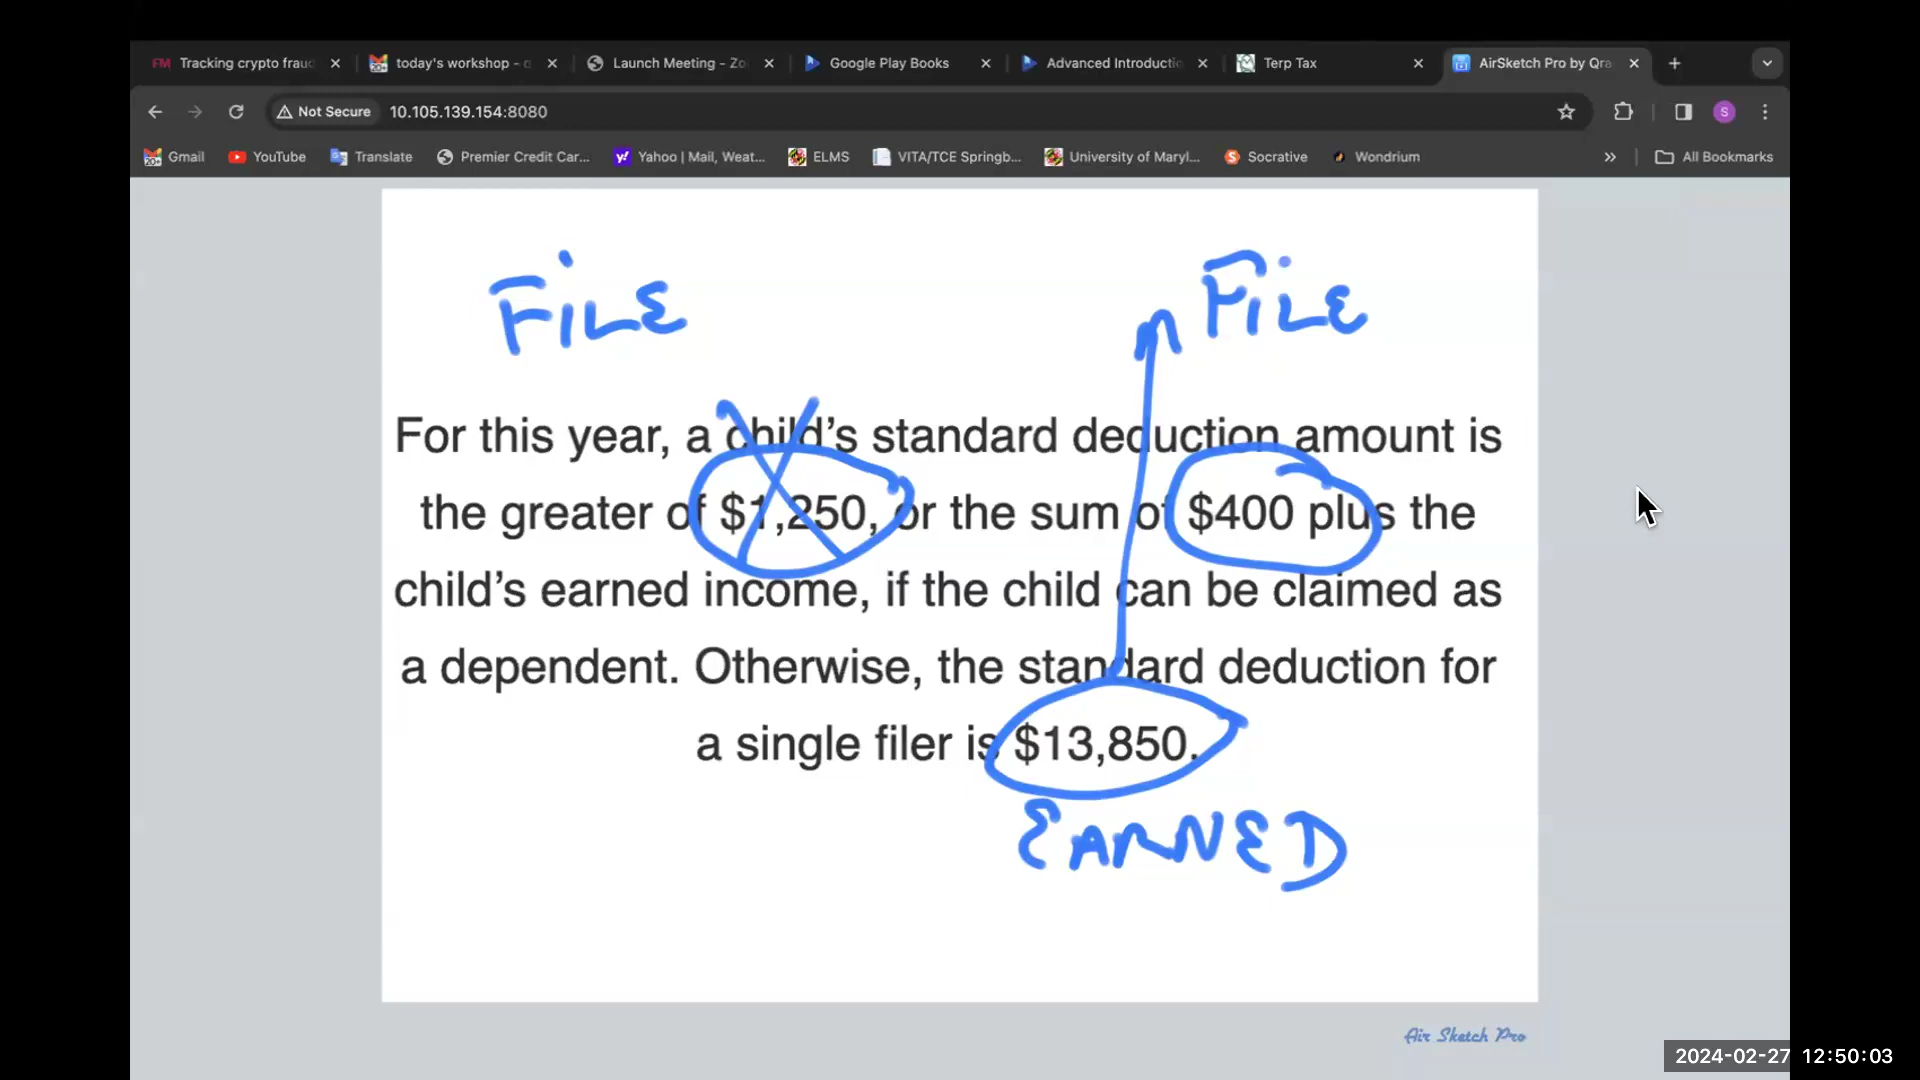 FM Tracking crypto frau
today's workshop - 
Launch Meeting - Zo
Google Play Books
Advanced Introducti
Terp Tax
AirSketch Pro by Qra
Not Secure 10.105.139.154:8080
S
Gmail YouTube Translate Premier Credit Car... Yahoo | Mail, Weat... ELMS VITA/TCE Springb... University of Maryl... Socrative Wondrium » All Bookmarks
FILE FILE
For this year, a child's standard deduction amount is
the greater of $1,250, or the sum of $400 plus the
child's earned income, if the child can be claimed as
a dependent. Otherwise, the standard deduction for
a single filer is $13,850.
EARNED
Air Sketch Pro
2024-02-27 12:50:03